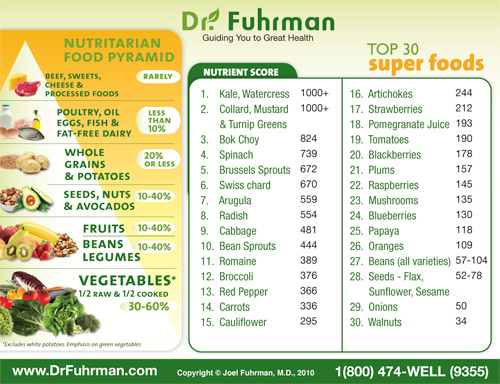 Dr. Fuhrman
Guiding You to Great Health
NUTRITARIAN
FOOD PYRAMID
BEEF, SWEETS,
CHEESE &
PROCESSED FOODS
RARELY
POULTRY, OIL
EGGS, FISH &
FAT-FREE DAIRY
LESS
THAN
10%
WHOLE
GRAINS
& POTATOES
20%
OR LESS
SEEDS, NUTS
& AVOCADOS
10-40%
FRUITS
10-40%
BEANS
LEGUMES
10-40%
VEGETABLES*
1/2 RAW & 1/2 COOKED
30-60%
*Excludes white potatoes. Emphasis on green vegetables
TOP 30
super foods
NUTRIENT SCORE
1. Kale, Watercress 1000+
2. Collard, Mustard 1000+
& Turnip Greens
3. Bok Choy 824
4. Spinach 739
5. Brussels Sprouts 672
6. Swiss chard 670
7. Arugula 559
8. Radish 554
9. Cabbage 481
10. Bean Sprouts 444
11. Romaine 389
12. Broccoli 376
13. Red Pepper 366
14. Carrots 336
15. Cauliflower 295
16. Artichokes 244
17. Strawberries 212
18. Pomegranate Juice 193
19. Tomatoes 190
20. Blackberries 178
21. Plums 157
22. Raspberries 145
23. Mushrooms 135
24. Blueberries 130
25. Papaya 118
26. Oranges 109
27. Beans (all varieties) 57-104
28. Seeds - Flax, 52-78
Sunflower, Sesame
29. Onions 50
30. Walnuts 34
www.DrFuhrman.com
Copyright © Joel Fuhrman, M.D., 2010
1(800) 474-WELL (9355)